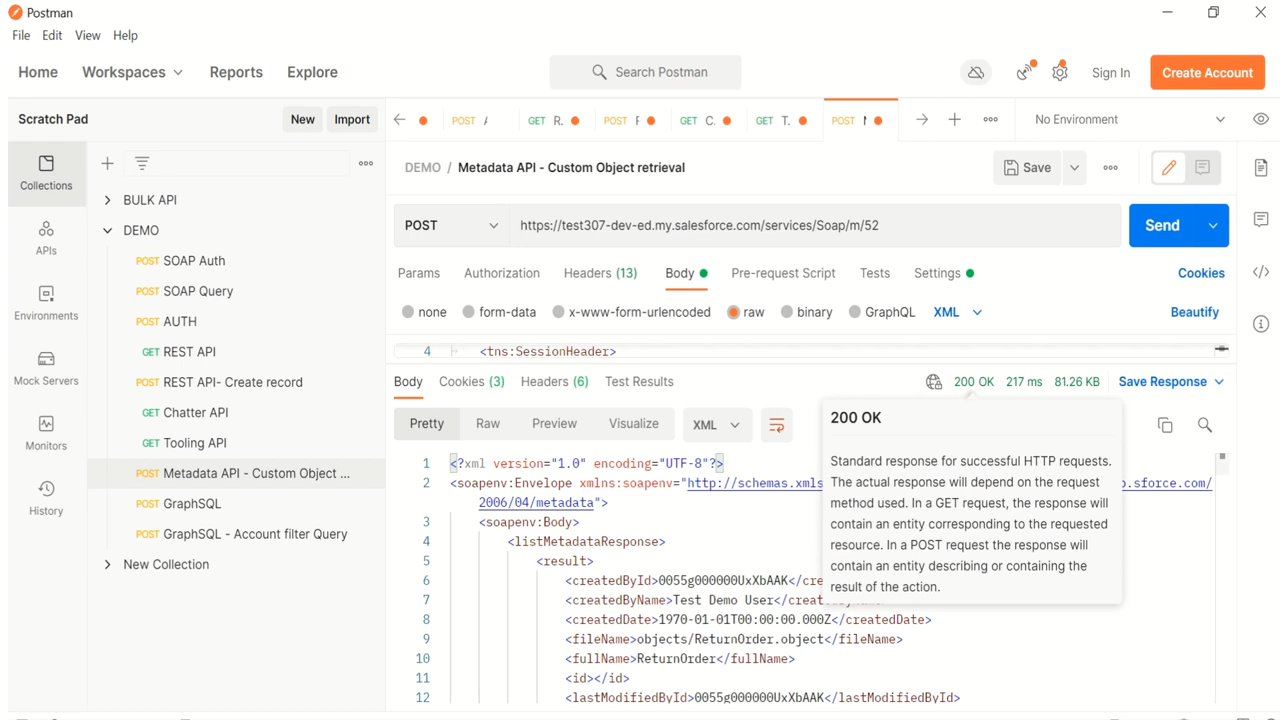 Postman
File Edit View Help
Home Workspaces Reports Explore Search Postman Sign In Create Account
Scratch Pad New Import
POST GET R. POST GET C. GET T. POST No Environment
Collections
APIs
Environments
Mock Servers
Monitors
History
BULK API
DEMO
POST SOAP Auth
POST SOAP Query
POST AUTH
GET REST API
POST REST API- Create record
GET Chatter API
GET Tooling API
POST Metadata API - Custom Object ...
POST GraphSQL
POST GraphSQL - Account filter Query
New Collection
DEMO / Metadata API - Custom Object retrieval Save
POST https://test307-dev-ed.my.salesforce.com/services/Soap/m/52 Send
Params Authorization Headers (13) Body Pre-request Script Tests Settings Cookies
none form-data x-www-form-urlencoded raw binary GraphQL XML Beautify
4 <tns:SessionHeader>
Body Cookies (3) Headers (6) Test Results 200 OK 217 ms 81.26 KB Save Response
Pretty Raw Preview Visualize XML
200 OK
Standard response for successful HTTP requests.
The actual response will depend on the request
method used. In a GET request, the response will
contain an entity corresponding to the requested
resource. In a POST request the response will
contain an entity describing or containing the
result of the action.
1 <?xml version="1.0" encoding="UTF-8"?>
2 <soapenv:Envelope xmlns:soapenv="http://schemas.xmls p.sforce.com/
2006/04/metadata">
3 <soapenv:Body>
4 <listMetadataResponse>
5 <result>
6 <createdById>0055g000000UxXbAAK</cre
7 <createdByName>Test Demo User</createdByName>
8 <createdDate>1970-01-01T00:00:00.000Z</createdDate>
9 <fileName>objects/ReturnOrder.object</fileName>
10 <fullName>ReturnOrder</fullName>
11 <id></id>
12 <lastModifiedById>0055g000000UxXbAAK</lastModifiedById>